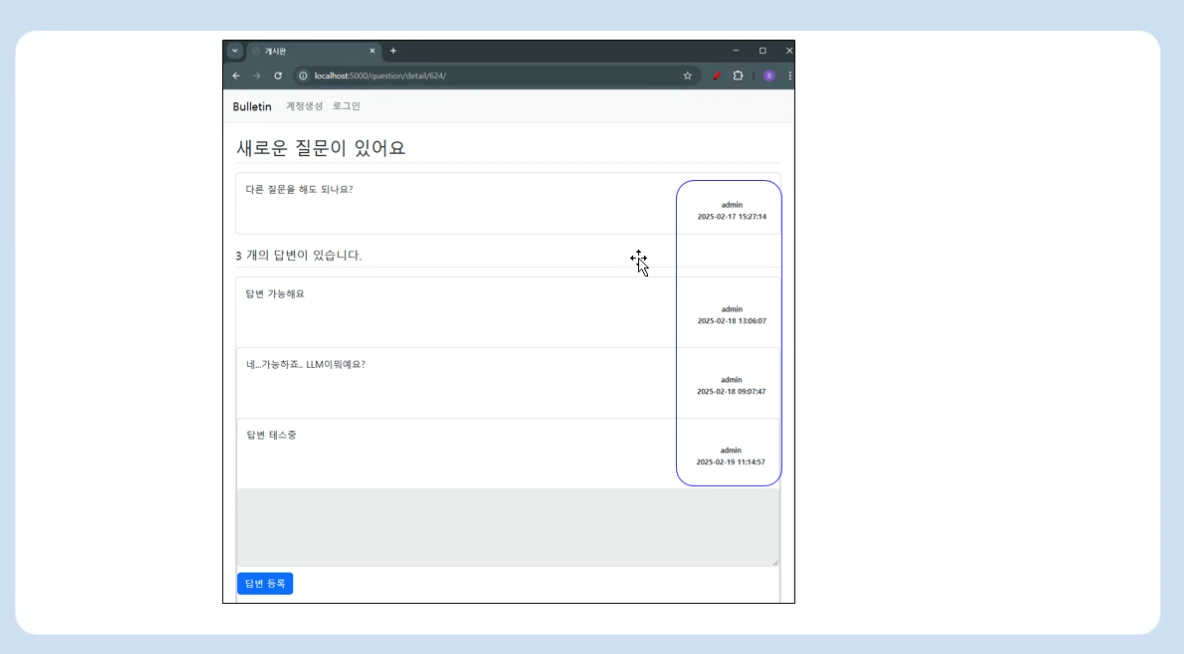 게시판
localhost:5000/question/detail/624/
S
Bulletin 계정생성 로그인
새로운 질문이 있어요
다른 질문을 해도 되나요?
admin
2025-02-17 15:27:14
3 개의 답변이 있습니다.
답변 가능해요
admin
2025-02-18 13:06:07
네...가능하죠.. LLM이뭐예요?
admin
2025-02-18 09:07:47
답변 테스중
admin
2025-02-19 11:14:57
답변 등록